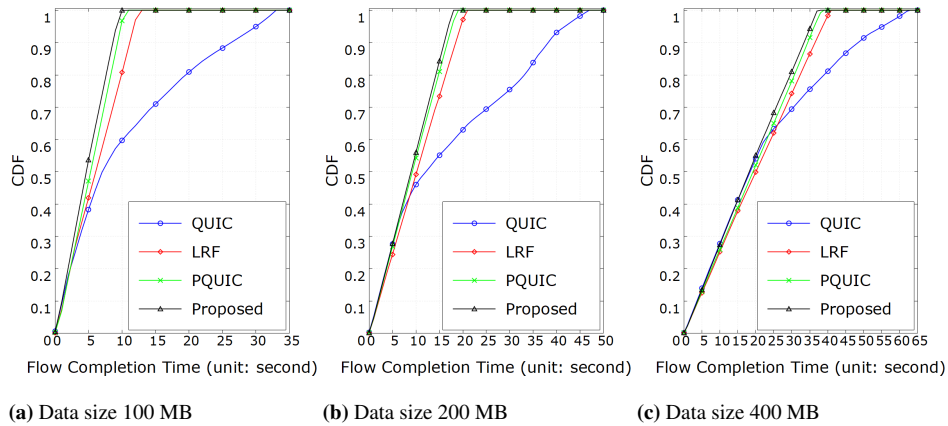 1
0.9
0.8
0.7
0.6
0.5
0.4
0.3
0.2
0.1
0
0 5 10 15 20 25 30 35
CDF
QUIC
LRF
PQUIC
Proposed
Flow Completion Time (unit: second)
(a) Data size 100 MB
1
0.9
0.8
0.7
0.6
0.5
0.4
0.3
0.2
0.1
0
0 5 10 15 20 25 30 35 40 45 50
CDF
QUIC
LRF
PQUIC
Proposed
Flow Completion Time (unit: second)
(b) Data size 200 MB
1
0.9
0.8
0.7
0.6
0.5
0.4
0.3
0.2
0.1
0
0 5 10 15 20 25 30 35 40 45 50 55 60 65
CDF
QUIC
LRF
PQUIC
Proposed
Flow Completion Time (unit: second)
(c) Data size 400 MB